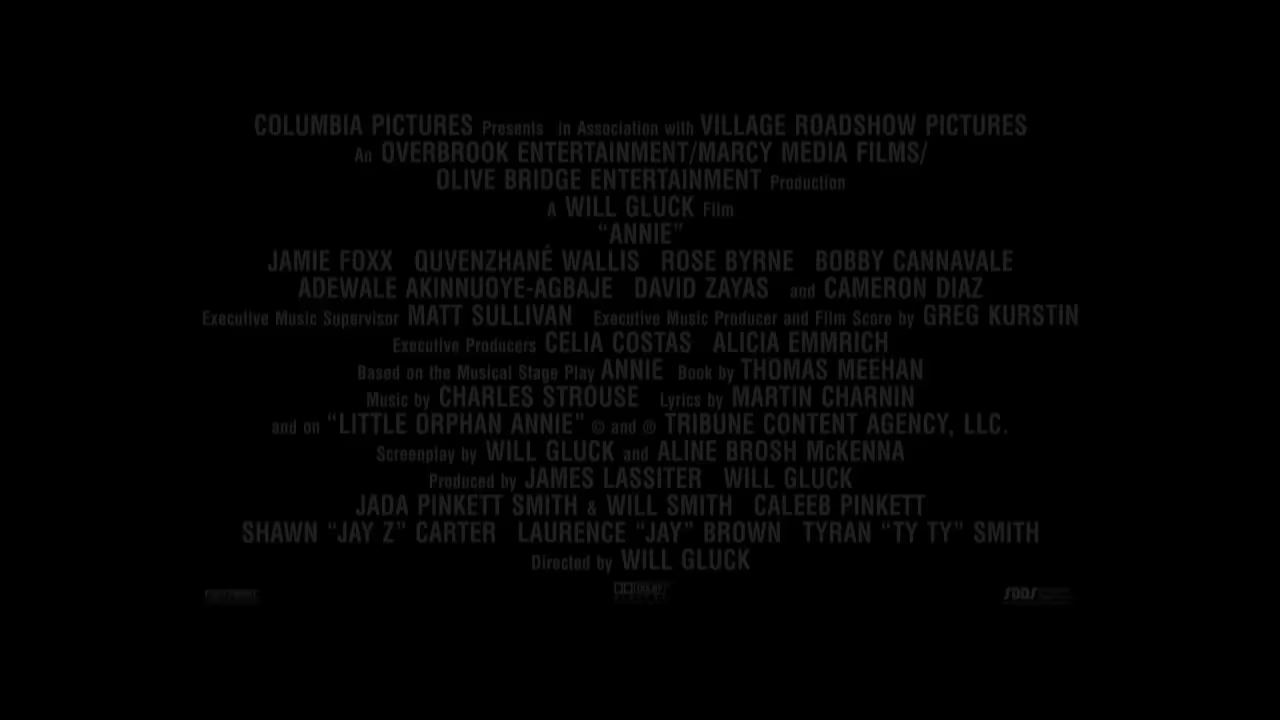 COLUMBIA PICTURES Presents in Association with VILLAGE ROADSHOW PICTURES
An OVERBROOK ENTERTAINMENT/MARCY MEDIA FILMS/
OLIVE BRIDGE ENTERTAINMENT Production
A WILL GLUCK Film
“ANNIE”
JAMIE FOXX QUVENZHANÉ WALLIS ROSE BYRNE BOBBY CANNAVALE
ADEWALE AKINNUOYE-AGBAJE DAVID ZAYAS and CAMERON DIAZ
Executive Music Supervisor MATT SULLIVAN Executive Music Producer and Film Score by GREG KURSTIN
Executive Producers CELIA COSTAS ALICIA EMMRICH
Based on the Musical Stage Play ANNIE Book by THOMAS MEEHAN
Music by CHARLES STROUSE Lyrics by MARTIN CHARNIN
and on “LITTLE ORPHAN ANNIE” © and ® TRIBUNE CONTENT AGENCY, LLC.
Screenplay by WILL GLUCK and ALINE BROSH McKENNA
Produced by JAMES LASSITER WILL GLUCK
JADA PINKETT SMITH & WILL SMITH CALEEB PINKETT
SHAWN “JAY Z” CARTER LAURENCE “JAY” BROWN TYRAN “TY TY” SMITH
Directed by WILL GLUCK
DOLBY
SDDS